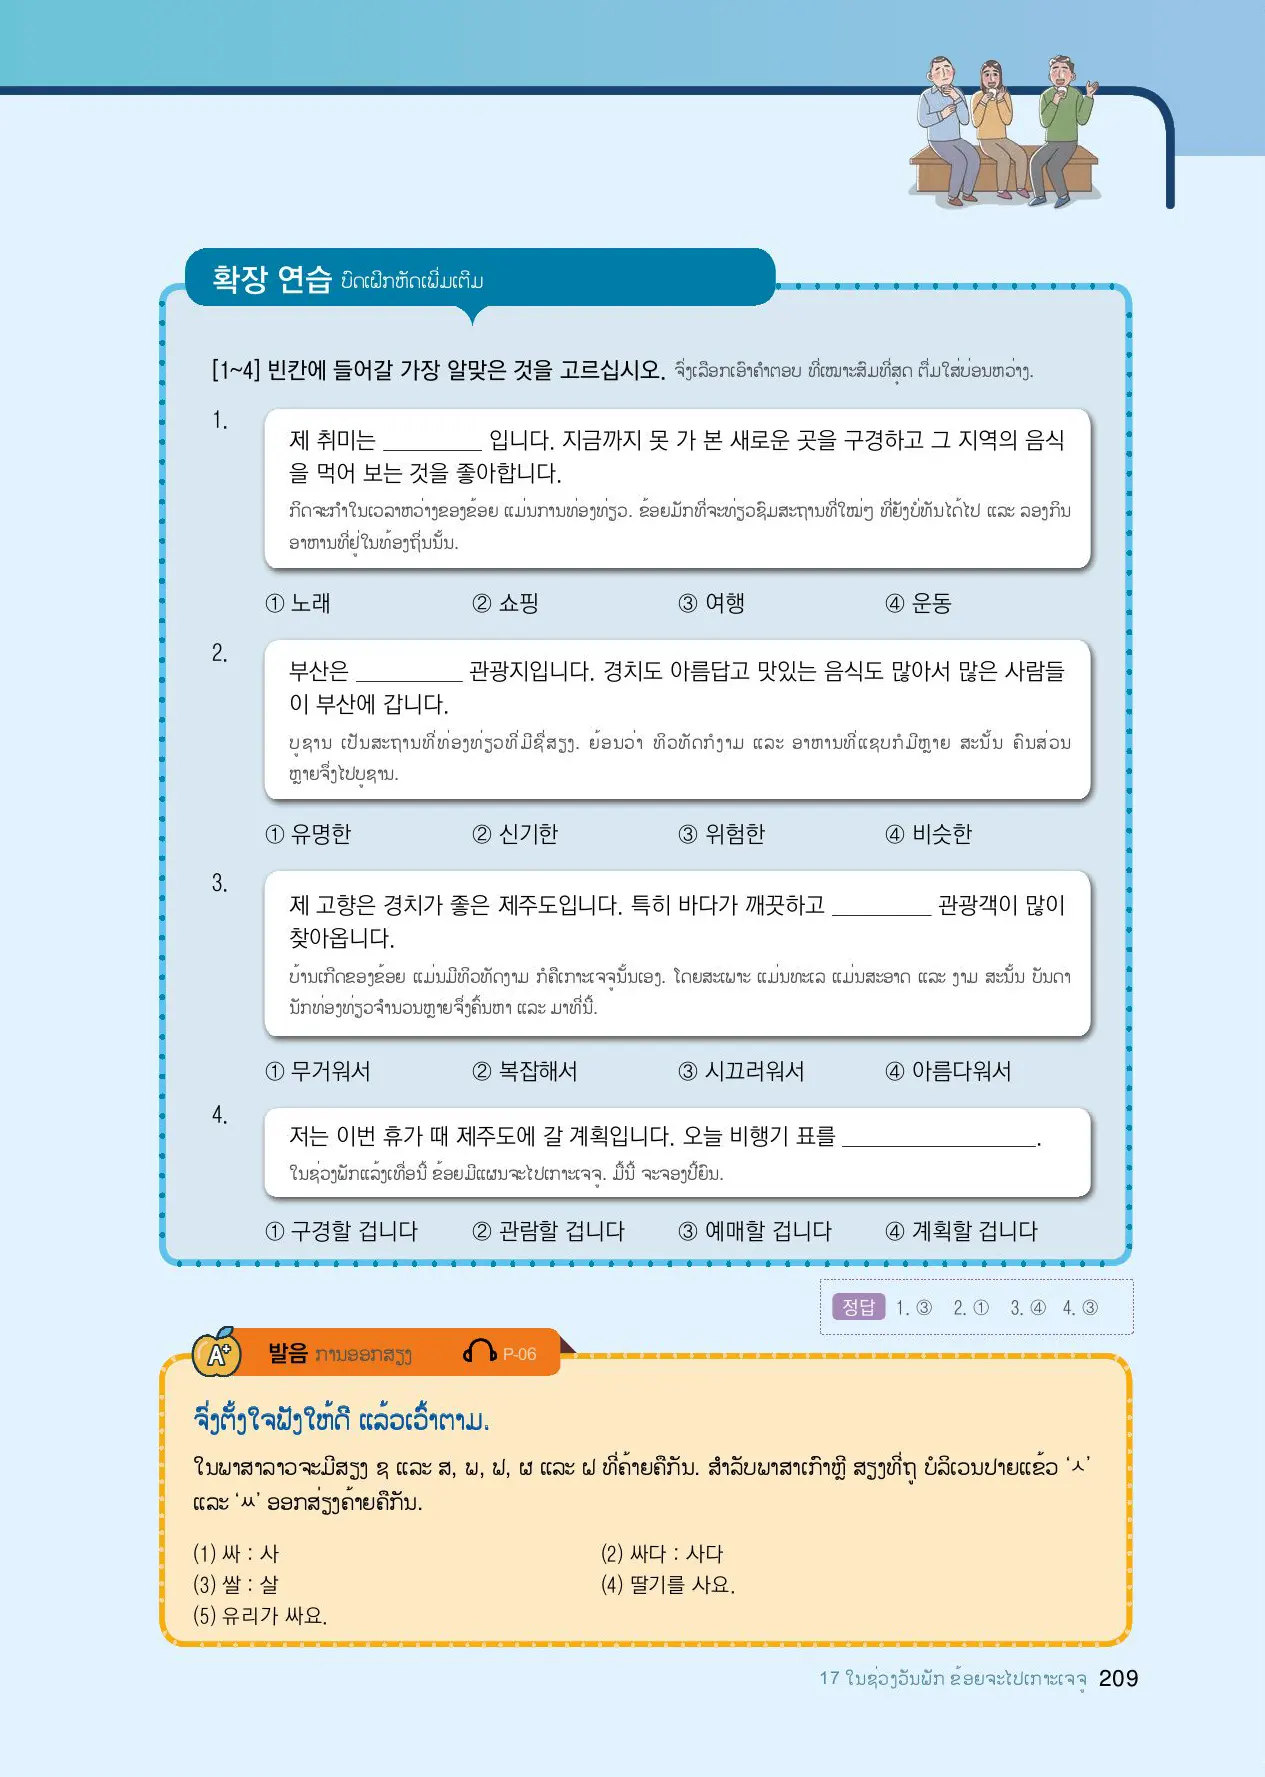 확장 연습 ບົດເຝິກຫັດເພີ່ມເຕີມ
[1~4] 빈칸에 들어갈 가장 알맞은 것을 고르십시오. ຈົ່ງເລືອກເອົາຄຳຕອບ ທີ່ເໝາະສົມທີ່ສຸດ ຕື່ມໃສ່ບ່ອນຫວ່າງ.
1.
제 취미는 _________ 입니다. 지금까지 못 가 본 새로운 곳을 구경하고 그 지역의 음식
을 먹어 보는 것을 좋아합니다.
ກິດຈະກຳໃນເວລາຫວ່າງຂອງຂ້ອຍ ແມ່ນການທ່ອງທ່ຽວ. ຂ້ອຍມັກທີ່ຈະທ່ຽວຊົມສະຖານທີ່ໃໝ່ໆ ທີ່ຍັງບໍ່ທັນໄດ້ໄປ ແລະ ລອງກິນ
ອາຫານທີ່ຢູ່ໃນທ້ອງຖິ່ນນັ້ນ.
① 노래 ② 쇼핑 ③ 여행 ④ 운동
2.
부산은 _________ 관광지입니다. 경치도 아름답고 맛있는 음식도 많아서 많은 사람들
이 부산에 갑니다.
ບູຊານ ເປັນສະຖານທີ່ທ່ອງທ່ຽວທີ່ມີຊື່ສຽງ. ຍ້ອນວ່າ ທິວທັດກໍງາມ ແລະ ອາຫານທີ່ແຊບກໍມີຫຼາຍ ສະນັ້ນ ຄົນສ່ວນ
ຫຼາຍຈຶ່ງໄປບູຊານ.
① 유명한 ② 신기한 ③ 위험한 ④ 비슷한
3.
제 고향은 경치가 좋은 제주도입니다. 특히 바다가 깨끗하고 _________ 관광객이 많이
찾아옵니다.
ບ້ານເກີດຂອງຂ້ອຍ ແມ່ນມີທິວທັດງາມ ກໍຄືເກາະເຈຈູນັ້ນເອງ. ໂດຍສະເພາະ ແມ່ນທະເລ ແມ່ນສະອາດ ແລະ ງາມ ສະນັ້ນ ບັນດາ
ນັກທ່ອງທ່ຽວຈຳນວນຫຼາຍຈຶ່ງຄົ້ນຫາ ແລະ ມາທີ່ນີ້.
① 무거워서 ② 복잡해서 ③ 시끄러워서 ④ 아름다워서
4.
저는 이번 휴가 때 제주도에 갈 계획입니다. 오늘 비행기 표를 _________________.
ໃນຊ່ວງພັກແລ້ງເທື່ອນີ້ ຂ້ອຍມີແຜນຈະໄປເກາະເຈຈູ. ມື້ນີ້ ຈະຈອງປີ້ຍົນ.
① 구경할 겁니다 ② 관람할 겁니다 ③ 예매할 겁니다 ④ 계획할 겁니다
정답 1. ③ 2. ① 3. ④ 4. ③
A+ 발음 ການອອກສຽງ P-06
ຈົ່ງຕັ້ງໃຈຟັງໃຫ້ດີ ແລ້ວເວົ້າຕາມ.
ໃນພາສາລາວຈະມີສຽງ ຊ ແລະ ສ, ພ, ຟ, ຜ ແລະ ຝ ທີ່ຄ້າຍຄືກັນ. ສຳລັບພາສາເກົາຫຼີ ສຽງທີ່ຖູ ບໍລິເວນປາຍແຂ້ວ ‘ㅅ’
ແລະ ‘ㅆ’ ອອກສ່ຽງຄ້າຍຄືກັນ.
(1) 싸 : 사 (2) 싸다 : 사다
(3) 쌀 : 살 (4) 딸기를 사요.
(5) 유리가 싸요.
17 ໃນຊ່ວງວັນພັກ ຂ້ອຍຈະໄປເກາະເຈຈູ 209